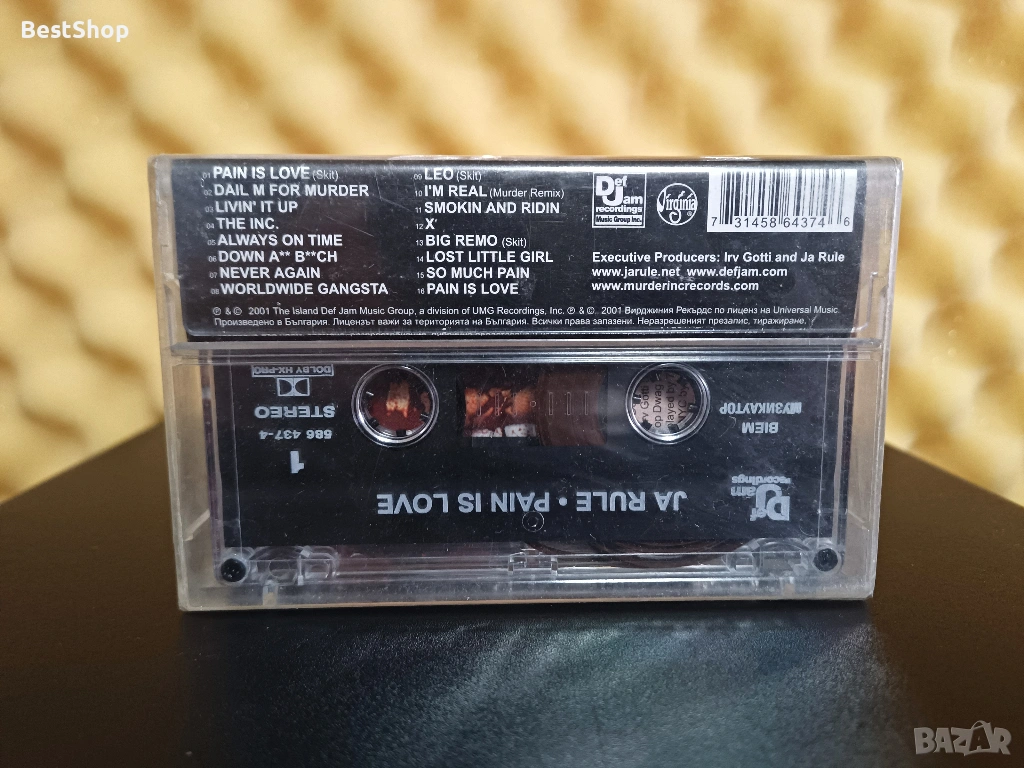 BestShop
01 PAIN IS LOVE (Skit)
02 DAIL M FOR MURDER
03 LIVIN' IT UP
04 THE INC.
05 ALWAYS ON TIME
06 DOWN A** B**CH
07 NEVER AGAIN
08 WORLDWIDE GANGSTA
09 LEO (Skit)
10 I'M REAL (Murder Remix)
11 SMOKIN AND RIDIN
12 X'
13 BIG REMO (Skit)
14 LOST LITTLE GIRL
15 SO MUCH PAIN
16 PAIN IS LOVE
Def
Jam
recordings
Music Group Inc.
Virginia
7 31458 64374 6
Executive Producers: Irv Gotti and Ja Rule
www.jarule.net www.defjam.com
www.murderincrecords.com
℗ & © 2001 The Island Def Jam Music Group, a division of UMG Recordings, Inc. ℗ & © 2001 Вирджиния Рекърдс по лиценз на Universal Music.
Произведено в България. Лицензът важи за територията на България. Всички права запазени. Неразрешеният презапис, тиражиране,
DOLBY HX-PRO
STEREO
586 437-4
1
BIEM
МУЗИКАУТОР
Irv Gotti
JA RULE • PAIN IS LOVE
Def
Jam
recordings
BAZAR